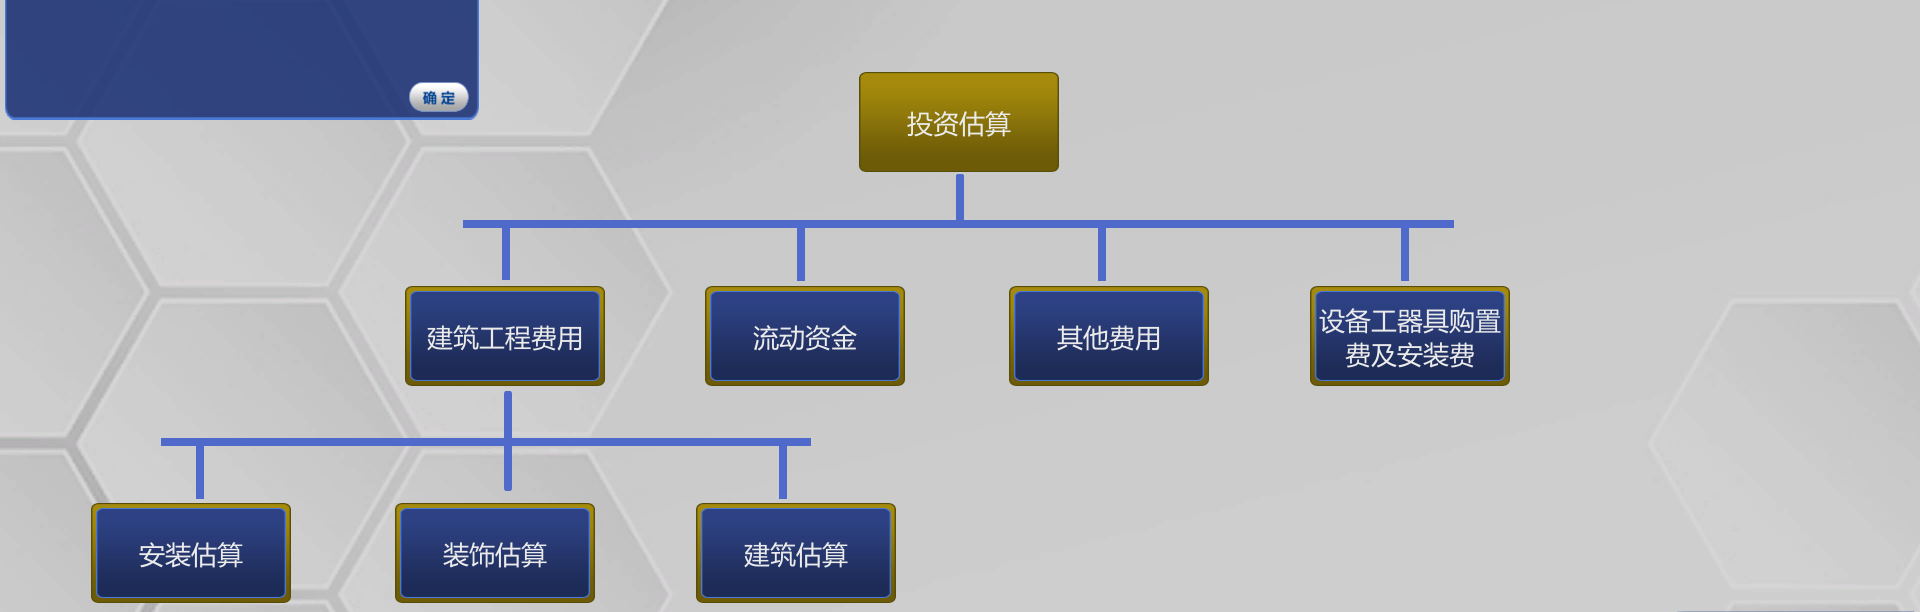 确定
投资估算
建筑工程费用
流动资金
其他费用
设备工器具购置
费及安装费
安装估算
装饰估算
建筑估算